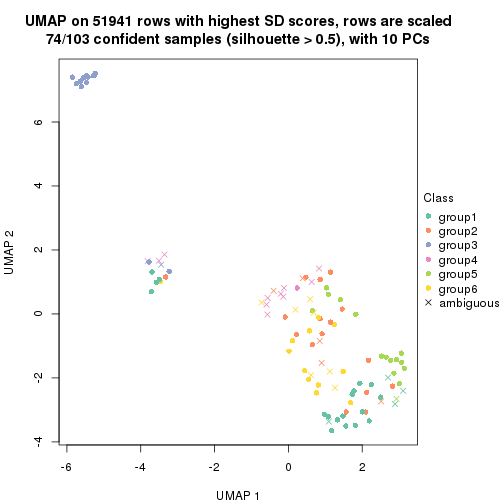 UMAP on 51941 rows with highest SD scores, rows are scaled
74/103 confident samples (silhouette > 0.5), with 10 PCs
6
4
2
0
-2
-4
UMAP 2
-6
-4
-2
0
2
UMAP 1
Class
group1
group2
group3
group4
group5
group6
ambiguous